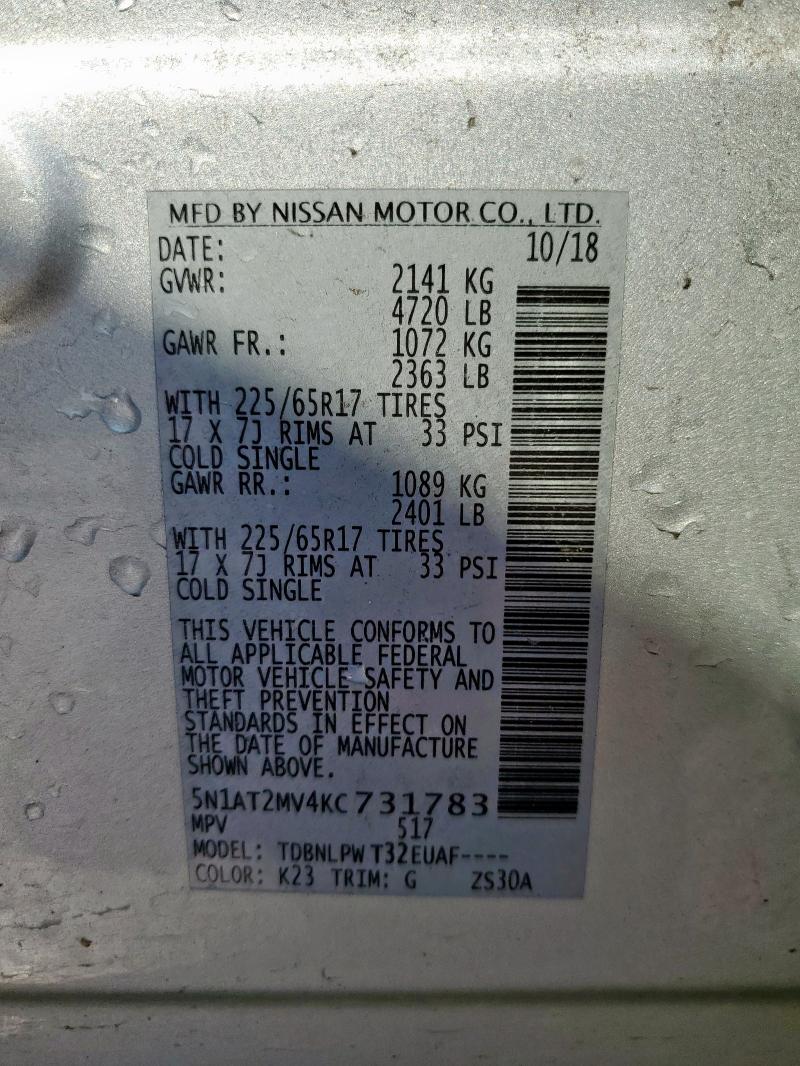 MFD BY NISSAN MOTOR CO., LTD.
DATE: 10/18
GVWR: 2141 KG
4720 LB
GAWR FR.: 1072 KG
2363 LB
WITH 225/65R17 TIRES
17 X 7J RIMS AT 33 PSI
COLD SINGLE
GAWR RR.: 1089 KG
2401 LB
WITH 225/65R17 TIRES
17 X 7J RIMS AT 33 PSI
COLD SINGLE
THIS VEHICLE CONFORMS TO
ALL APPLICABLE FEDERAL
MOTOR VEHICLE SAFETY AND
THEFT PREVENTION
STANDARDS IN EFFECT ON
THE DATE OF MANUFACTURE
SHOWN ABOVE.
5N1AT2MV4KC731783
MPV 517
MODEL: TDBNLPW T32EUAF----
COLOR: K23 TRIM: G ZS30A